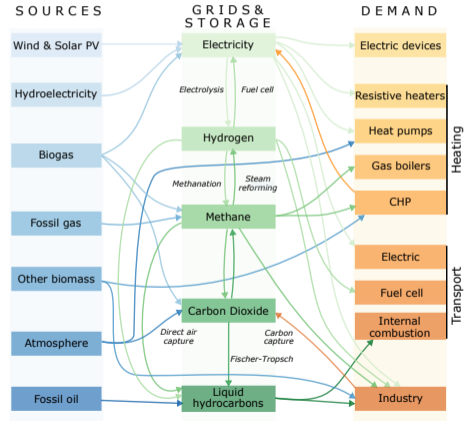 SOURCES
GRIDS &
STORAGE
DEMAND
Wind & Solar PV
Electricity
Electric devices
Hydroelectricity
Electrolysis
Fuel cell
Resistive heaters
Hydrogen
Heat pumps
Biogas
Gas boilers
Heating
Methanation
Steam
reforming
CHP
Fossil gas
Methane
Electric
Other biomass
Fuel cell
Transport
Carbon Dioxide
Internal
combustion
Atmosphere
Direct air
capture
Carbon
capture
Fischer-Tropsch
Fossil oil
Liquid
hydrocarbons
Industry